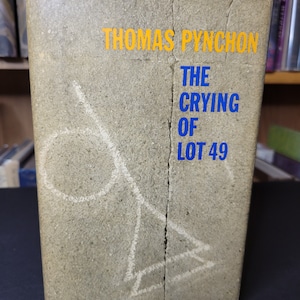 THOMAS PYNCHON
THE
CRYING
OF
LOT 49